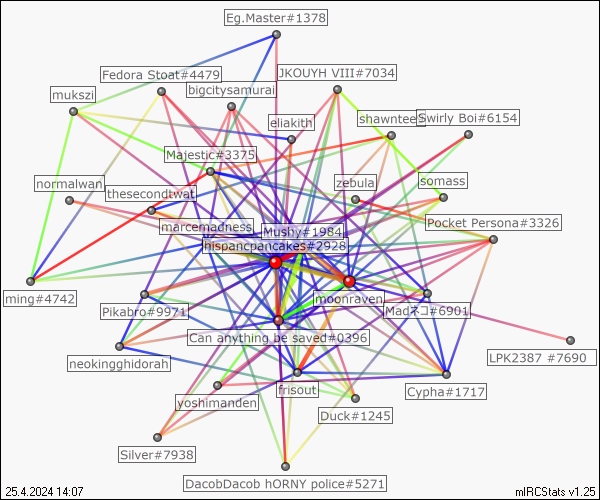 Eg.Master#1378
JKOUYH VIII#7034
Fedora Stoat#4479
bigcitysamurai
mukszi
eliakith
shawntee
Swirly Boi#6154
Majestic#3375
normalwan
thesecondtwat
zebula
somass
marcemadness
Mushy#1984
Pocket Persona#3326
hispancpancakes#2928
ming#4742
moonraven
Pikabro#9971
Madネコ#6901
Can anything be saved#0396
LPK2387 #7690
neokingghidorah
frisout
Cypha#1717
yoshimanden
Duck#1245
Silver#7938
DacobDacob hORNY police#5271
25.4.2024 14:07
mIRCStats v1.25